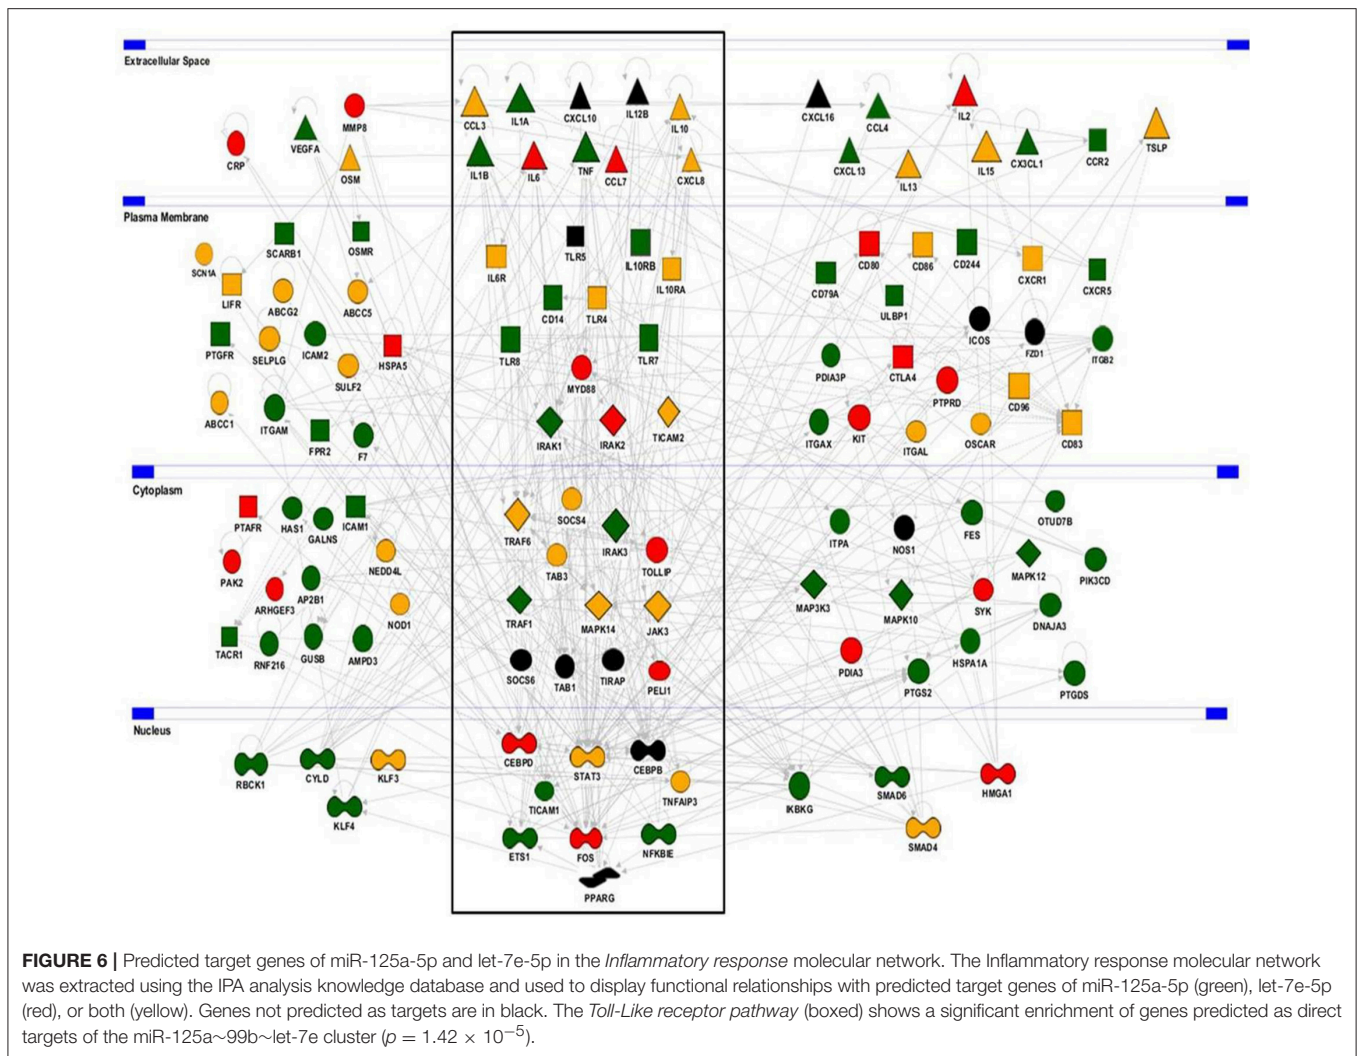 Extracellular Space
CCL3
IL1A
CXCL10
IL12B
IL10
CXCL16
CCL4
IL2
TSLP
CRP
VEGFA
MMP8
OSM
IL1B
IL6
TNF
CCL7
CXCL8
CXCL13
IL13
IL15
CX3CL1
CCR2
Plasma Membrane
SCN1A
SCARB1
OSMR
IL6R
TLR5
IL10RB
IL10RA
CD80
CD86
CD244
CXCR1
CXCR5
LIFR
ABCG2
ABCC5
CD14
TLR4
CD79A
ULBP1
PTGFR
SELPLG
ICAM2
SULF2
HSPA5
TLR8
TLR7
MYD88
ICOS
FZD1
ITGB2
PDIA3P
CTLA4
PTPRD
CD96
ABCC1
ITGAM
FPR2
F7
IRAK1
IRAK2
TICAM2
ITGAX
KIT
ITGAL
OSCAR
CD83
Cytoplasm
PTAFR
HAS1
GALNS
ICAM1
NEDD4L
TRAF6
SOCS4
IRAK3
TAB3
TOLLIP
ITPA
NOS1
FES
OTUD7B
PAK2
ARHGEF3
AP2B1
NOD1
MAPK12
PIK3CD
TRAF1
MAPK14
JAK3
MAP3K3
MAPK10
SYK
DNAJA3
TACR1
RNF216
GUSB
AMPD3
SOCS6
TAB1
TIRAP
PELI1
PDIA3
PTGS2
HSPA1A
PTGDS
Nucleus
RBCK1
CYLD
KLF3
KLF4
CEBPD
STAT3
CEBPB
TNFAIP3
TICAM1
IKBKG
SMAD6
HMGA1
SMAD4
ETS1
FOS
NFKBIE
PPARG
FIGURE 6 | Predicted target genes of miR-125a-5p and let-7e-5p in the Inflammatory response molecular network. The Inflammatory response molecular network
was extracted using the IPA analysis knowledge database and used to display functional relationships with predicted target genes of miR-125a-5p (green), let-7e-5p
(red), or both (yellow). Genes not predicted as targets are in black. The Toll-Like receptor pathway (boxed) shows a significant enrichment of genes predicted as direct
targets of the miR-125a~99b~let-7e cluster (p = 1.42 × 10−5).